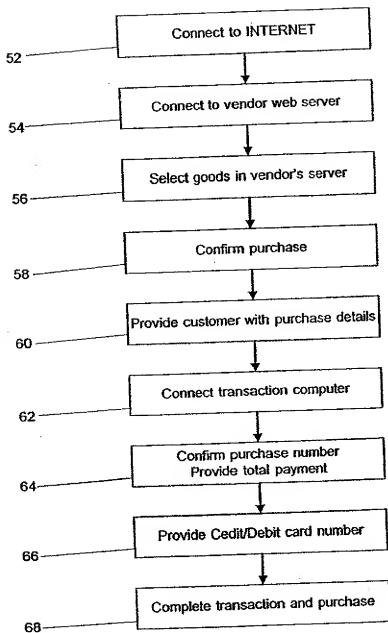 Connect to INTERNET
52
Connect to vendor web server
54
Select goods in vendor's server
56
Confirm purchase
58
Provide customer with purchase details
60
Connect transaction computer
62
Confirm purchase number
Provide total payment
64
Provide Cedit/Debit card number
66
Complete transaction and purchase
68